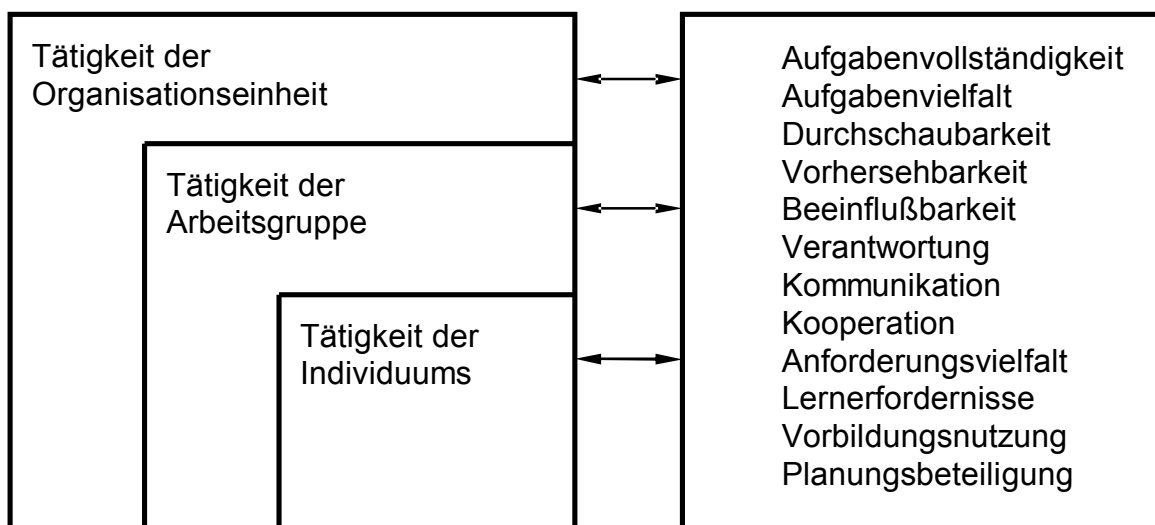 Tätigkeit der
Organisationseinheit
Tätigkeit der
Arbeitsgruppe
Tätigkeit der
Individuums
Aufgabenvollständigkeit
Aufgabenvielfalt
Durchschaubarkeit
Vorhersehbarkeit
Beeinflußbarkeit
Verantwortung
Kommunikation
Kooperation
Anforderungsvielfalt
Lernerfordernisse
Vorbildungsnutzung
Planungsbeteiligung